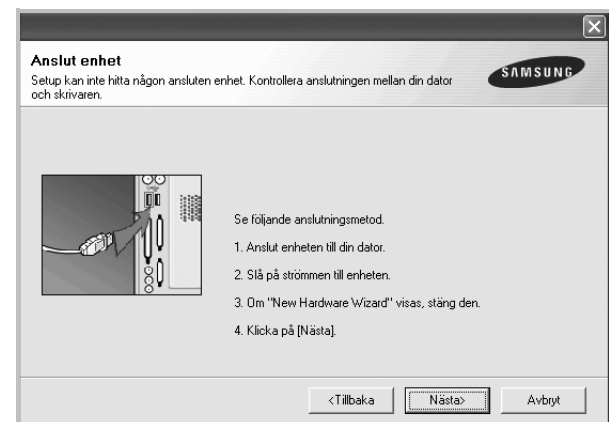 Anslut enhet
Setup kan inte hitta någon ansluten enhet. Kontrollera anslutningen mellan din dator
och skrivaren.
SAMSUNG
Se följande anslutningsmetod.
1. Anslut enheten till din dator.
2. Slå på strömmen till enheten.
3. Om "New Hardware Wizard" visas, stäng den.
4. Klicka på [Nästa].
<Tillbaka
Nästa>
Avbryt